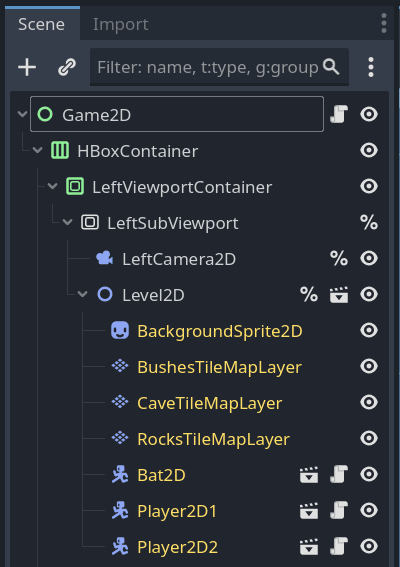 Scene Import
Filter: name, t:type, g:group
Game2D
HBoxContainer
LeftViewportContainer
LeftSubViewport
%
LeftCamera2D
%
Level2D
%
BackgroundSprite2D
BushesTileMapLayer
CaveTileMapLayer
RocksTileMapLayer
Bat2D
Player2D1
Player2D2